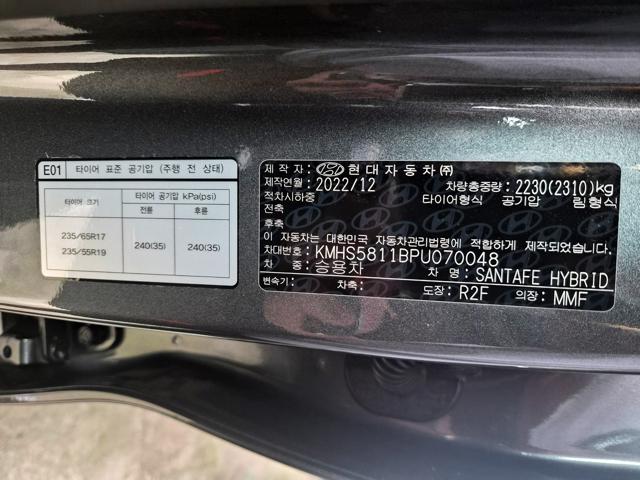 E01 타이어 표준 공기압 (주행 전 상태)
타이어 크기
타이어 공기압 kPa(psi)
전륜 후륜
235/65R17
235/55R19
240(35) 240(35)
제 작 자: 현대자동차㈜
제작연월: 2022/12 차량총중량: 2230(2310)kg
적차시하중 타이어형식 공기압 림형식
전축
후축
이 자동차는 대한민국 자동차관리법령에 적합하게 제작되었습니다.
차대번호: KMHS5811BPU070048
차 종: 승용차 차 명: SANTAFE HYBRID
변속기: 차축: 도장: R2F 의장: MMF